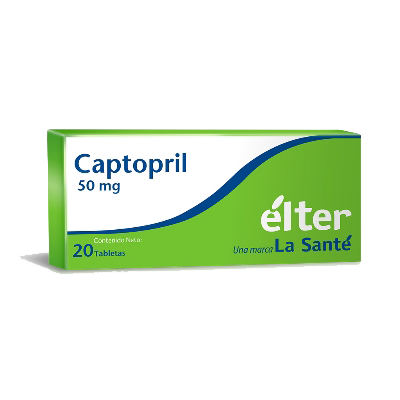 Captopril
50 mg
Contenido Neto:
20 Tabletas
élter
Una marca La Santé